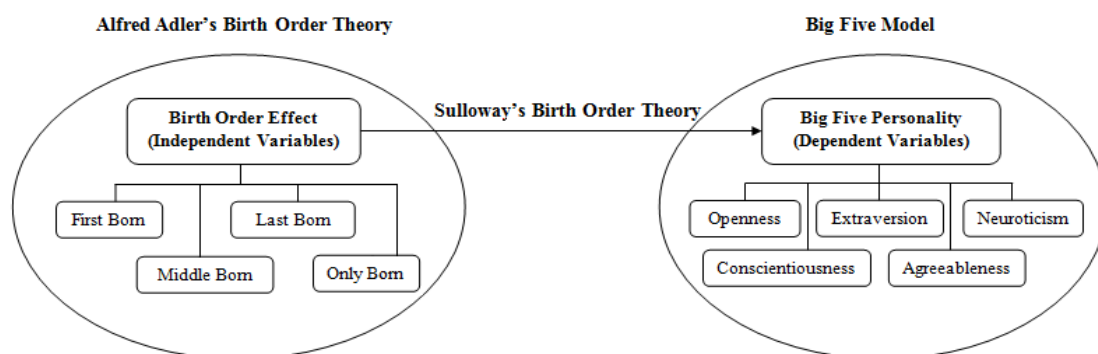 Alfred Adler's Birth Order Theory
Big Five Model
Birth Order Effect
(Independent Variables)
Sulloway's Birth Order Theory
Big Five Personality
(Dependent Variables)
First Born
Last Born
Middle Born
Only Born
Openness
Extraversion
Neuroticism
Conscientiousness
Agreeableness